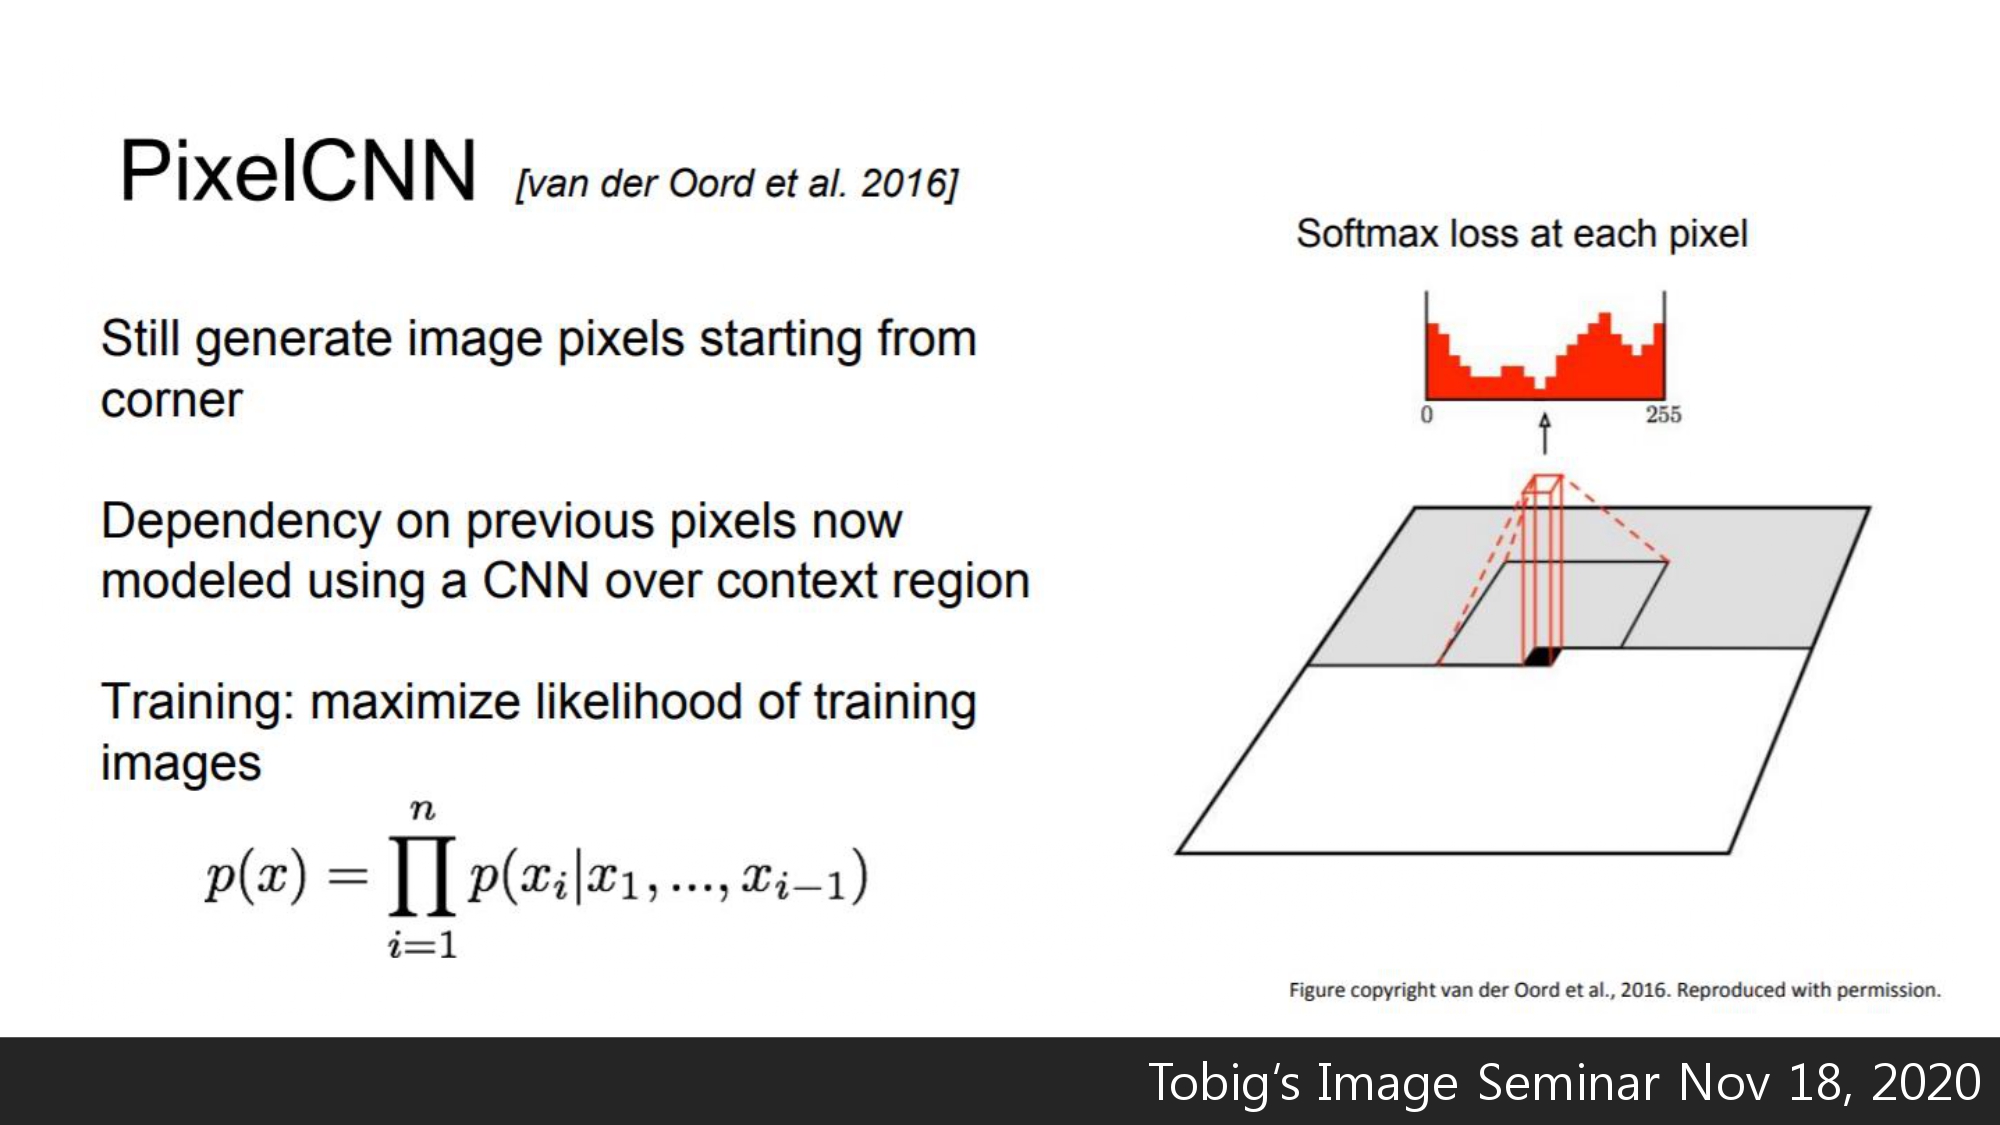 PixelCNN [van der Oord et al. 2016]
Softmax loss at each pixel
0 255
Still generate image pixels starting from
corner
Dependency on previous pixels now
modeled using a CNN over context region
Training: maximize likelihood of training
images
p(x) = ∏_{i=1}^{n} p(x_i|x_1, ..., x_{i-1})
Figure copyright van der Oord et al., 2016. Reproduced with permission.
Tobig's Image Seminar Nov 18, 2020